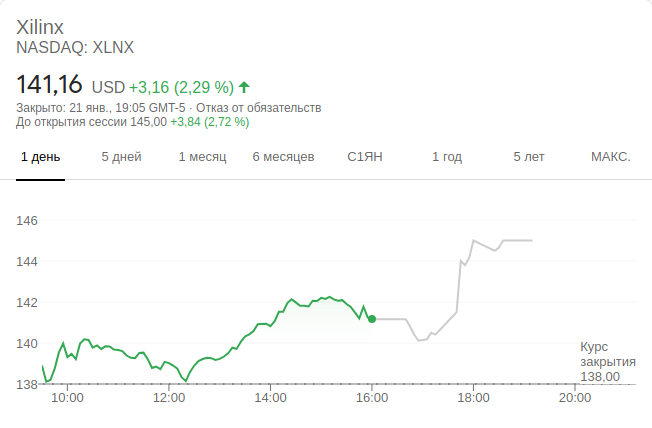 Xilinx
NASDAQ: XLNX
141,16 USD +3,16 (2,29 %)
Закрыто: 21 янв., 19:05 GMT-5 · Отказ от обязательств
До открытия сессии 145,00 +3,84 (2,72 %)
1 день 5 дней 1 месяц 6 месяцев С1ЯН 1 год 5 лет МАКС.
146
144
142
140
138
Курс
закрытия
138,00
10:00 12:00 14:00 16:00 18:00 20:00